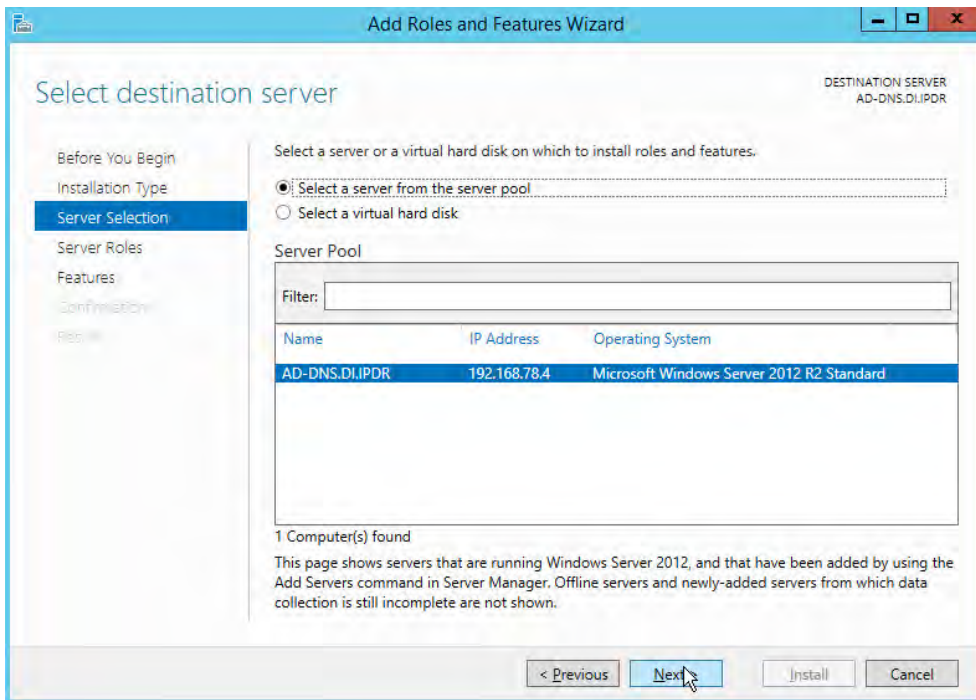 Add Roles and Features Wizard
Select destination server
DESTINATION SERVER
AD-DNS.DI.IPDR
Before You Begin
Installation Type
Server Selection
Server Roles
Features
Confirmation
Select a server or a virtual hard disk on which to install roles and features.
Select a server from the server pool
Select a virtual hard disk
Server Pool
Filter:
Name IP Address Operating System
AD-DNS.DI.IPDR 192.168.78.4 Microsoft Windows Server 2012 R2 Standard
1 Computer(s) found
This page shows servers that are running Windows Server 2012, and that have been added by using the
Add Servers command in Server Manager. Offline servers and newly-added servers from which data
collection is still incomplete are not shown.
< Previous Next Install Cancel